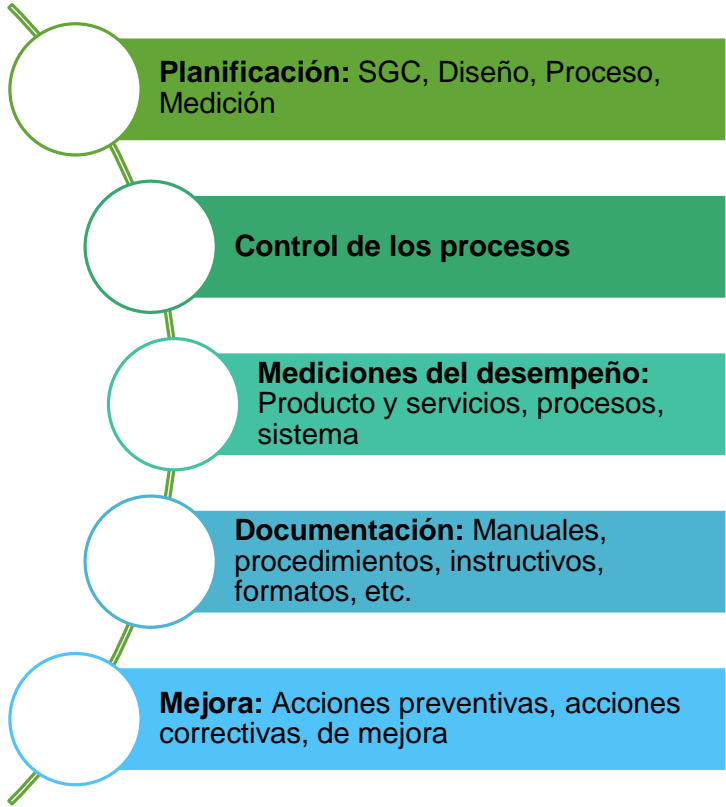 Planificación: SGC, Diseño, Proceso,
Medición
Control de los procesos
Mediciones del desempeño:
Producto y servicios, procesos,
sistema
Documentación: Manuales,
procedimientos, instructivos,
formatos, etc.
Mejora: Acciones preventivas, acciones
correctivas, de mejora